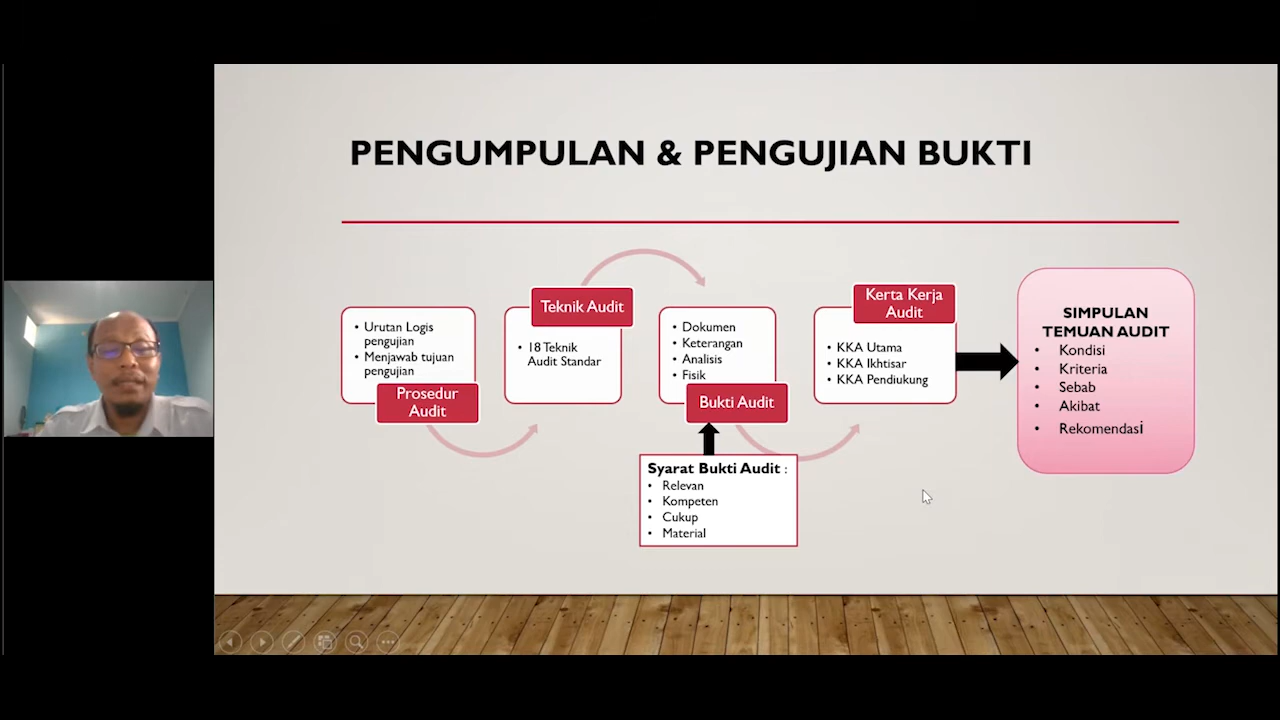 PENGUMPULAN & PENGUJIAN BUKTI
• Urutan Logis
pengujian
• Menjawab tujuan
pengujian
Prosedur
Audit
Teknik Audit
• 18 Teknik
Audit Standar
• Dokumen
• Keterangan
• Analisis
• Fisik
Bukti Audit
Syarat Bukti Audit :
• Relevan
• Kompeten
• Cukup
• Material
Kerta Kerja
Audit
• KKA Utama
• KKA Ikhtisar
• KKA Pendiukung
SIMPULAN
TEMUAN AUDIT
• Kondisi
• Kriteria
• Sebab
• Akibat
• Rekomendasi